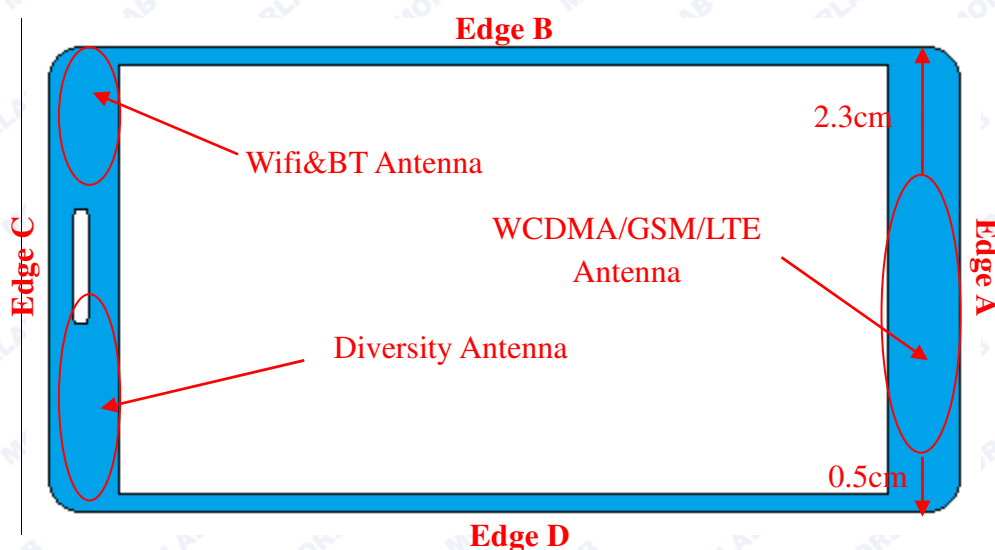 Edge B
2.3cm
Wifi&BT Antenna
Edge C
WCDMA/GSM/LTE
Antenna
Edge A
Diversity Antenna
0.5cm
Edge D